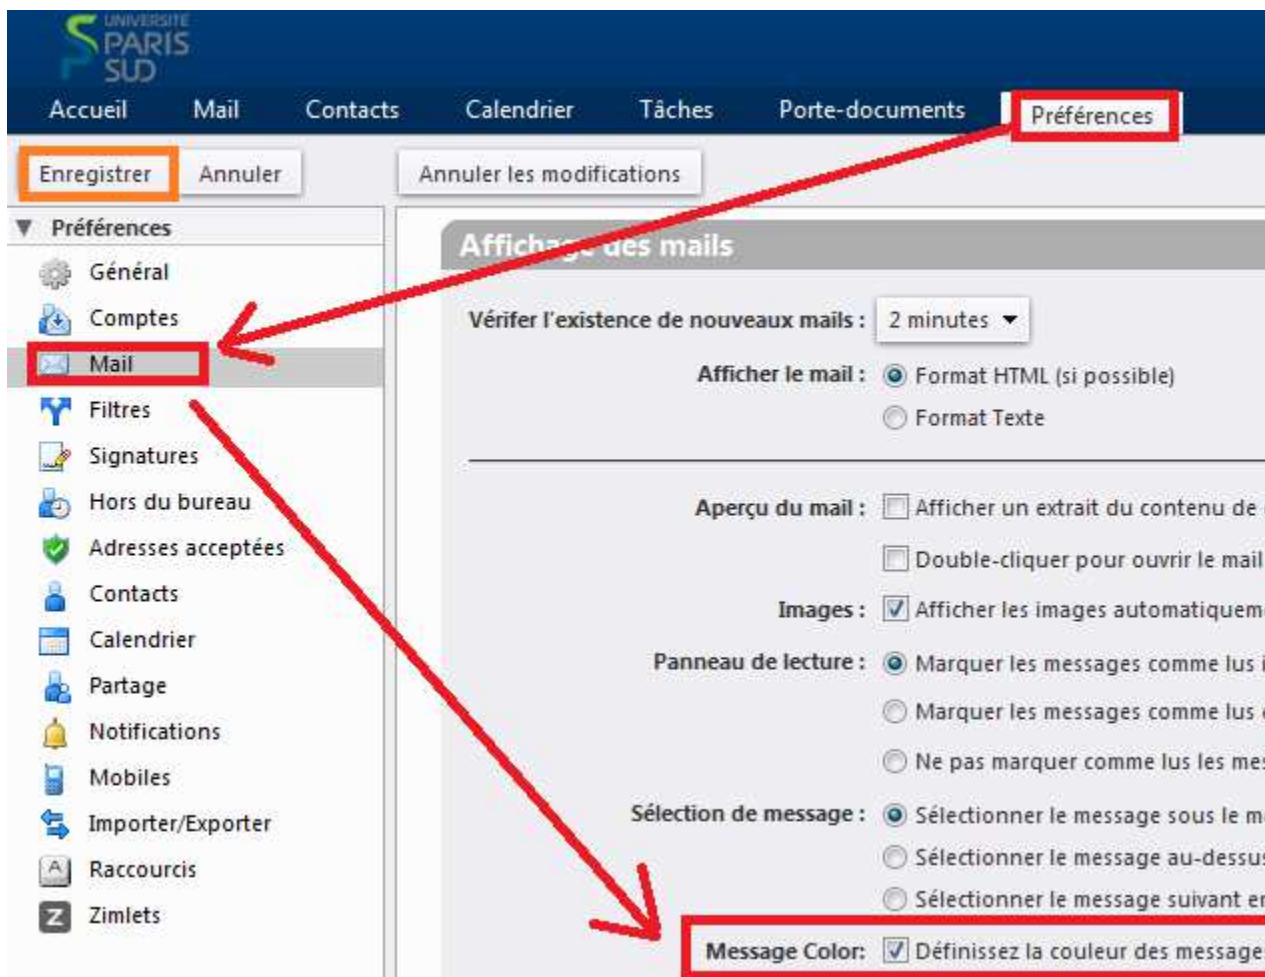 UNIVERSITÉ
PARIS
SUD
Accueil Mail Contacts Calendrier Tâches Porte-documents Préférences
Enregistrer Annuler Annuler les modifications
Préférences
Général
Comptes
Mail
Filtres
Signatures
Hors du bureau
Adresses acceptées
Contacts
Calendrier
Partage
Notifications
Mobiles
Importer/Exporter
Raccourcis
Zimlets
Affichage des mails
Vérifer l'existence de nouveaux mails : 2 minutes
Afficher le mail : Format HTML (si possible)
Format Texte
Aperçu du mail : Afficher un extrait du contenu de
Double-cliquer pour ouvrir le mail
Images : Afficher les images automatiquem
Panneau de lecture : Marquer les messages comme lus
Marquer les messages comme lus
Ne pas marquer comme lus les mes
Sélection de message : Sélectionner le message sous le m
Sélectionner le message au-dessus
Sélectionner le message suivant en
Message Color: Définissez la couleur des message